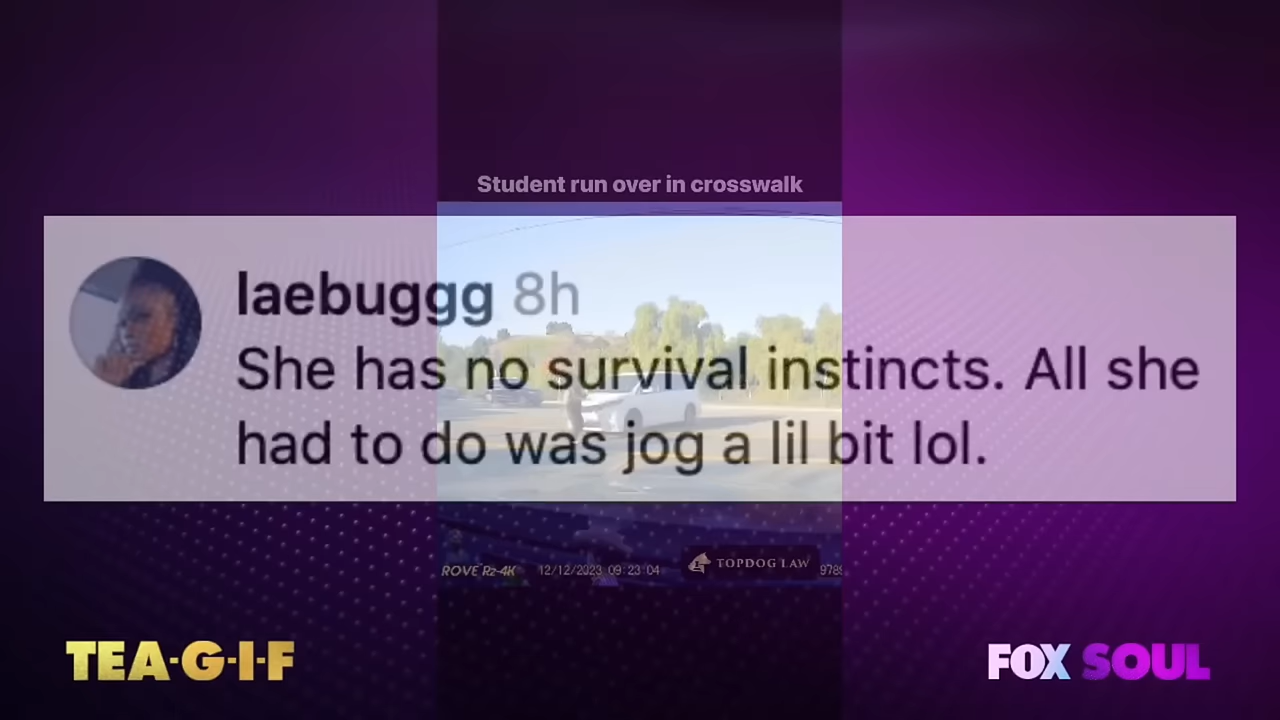 Student run over in crosswalk
laebuggg 8h
She has no survival instincts. All she
had to do was jog a lil bit lol.
ROVE R2-4K 12/12/2023 09:23:04 TOPDOG LAW 978
TEA-G-I-F
FOX SOUL